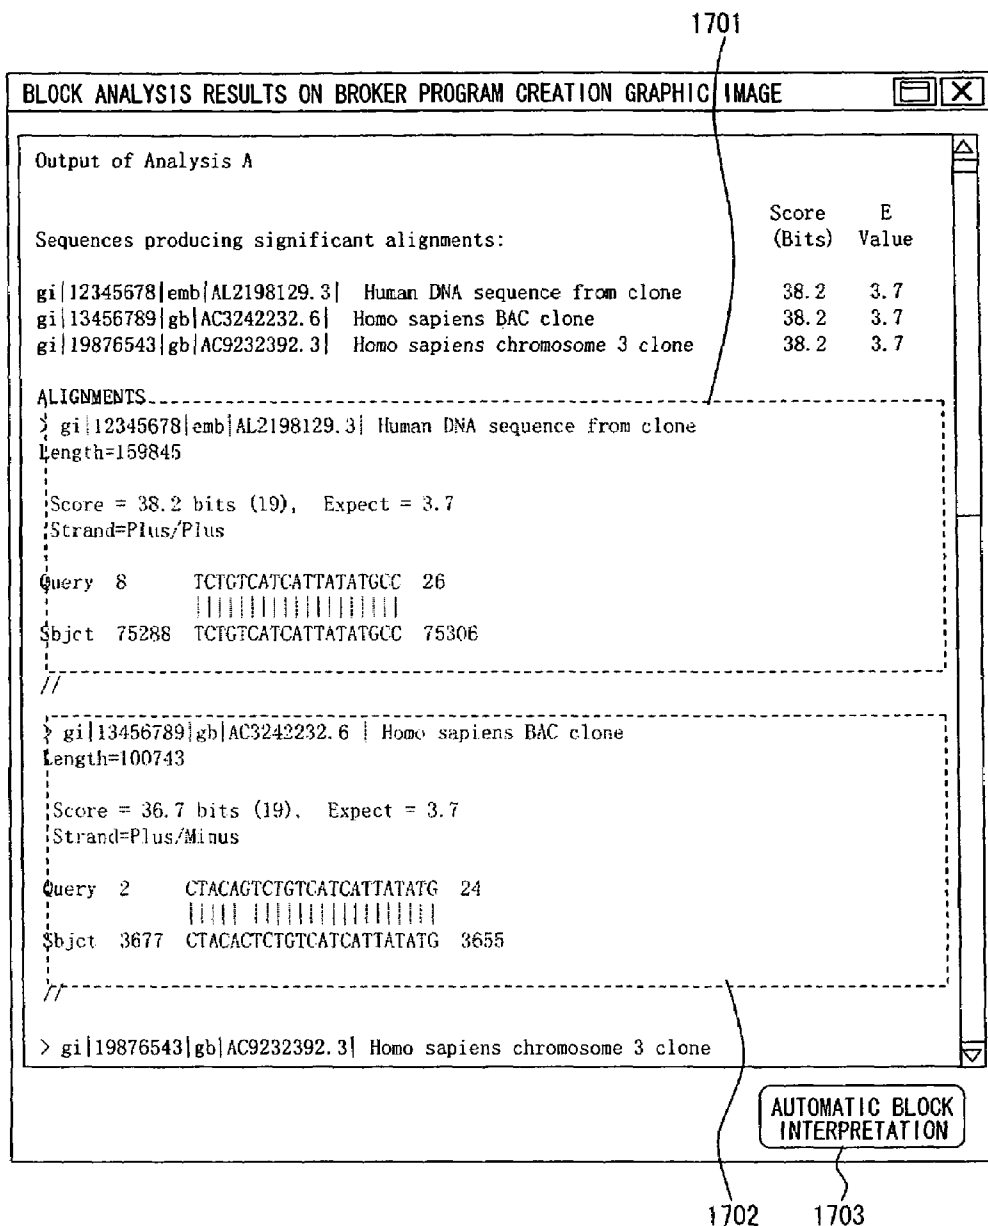 1701
BLOCK ANALYSIS RESULTS ON BROKER PROGRAM CREATION GRAPHIC IMAGE
Output of Analysis A
Score E
Sequences producing significant alignments: (Bits) Value
gi|12345678|emb|AL2198129.3| Human DNA sequence from clone 38.2 3.7
gi|13456789|gb|AC3242232.6| Homo sapiens BAC clone 38.2 3.7
gi|19876543|gb|AC9232392.3| Homo sapiens chromosome 3 clone 38.2 3.7
ALIGNMENTS
> gi|12345678|emb|AL2198129.3| Human DNA sequence from clone
Length=159845
Score = 38.2 bits (19), Expect = 3.7
Strand=Plus/Plus
Query 8 TCTGTCATCATTATATGCC 26
|||||||||||||||||||
Sbjct 75288 TCTGTCATCATTATATGCC 75306
//
> gi|13456789|gb|AC3242232.6 | Homo sapiens BAC clone
Length=100743
Score = 36.7 bits (19), Expect = 3.7
Strand=Plus/Minus
Query 2 CTACAGTCTGTCATCATTATATG 24
||||| |||||||||||||||||
Sbjct 3677 CTACACTCTGTCATCATTATATG 3655
//
> gi|19876543|gb|AC9232392.3| Homo sapiens chromosome 3 clone
AUTOMATIC BLOCK
INTERPRETATION
1702 1703